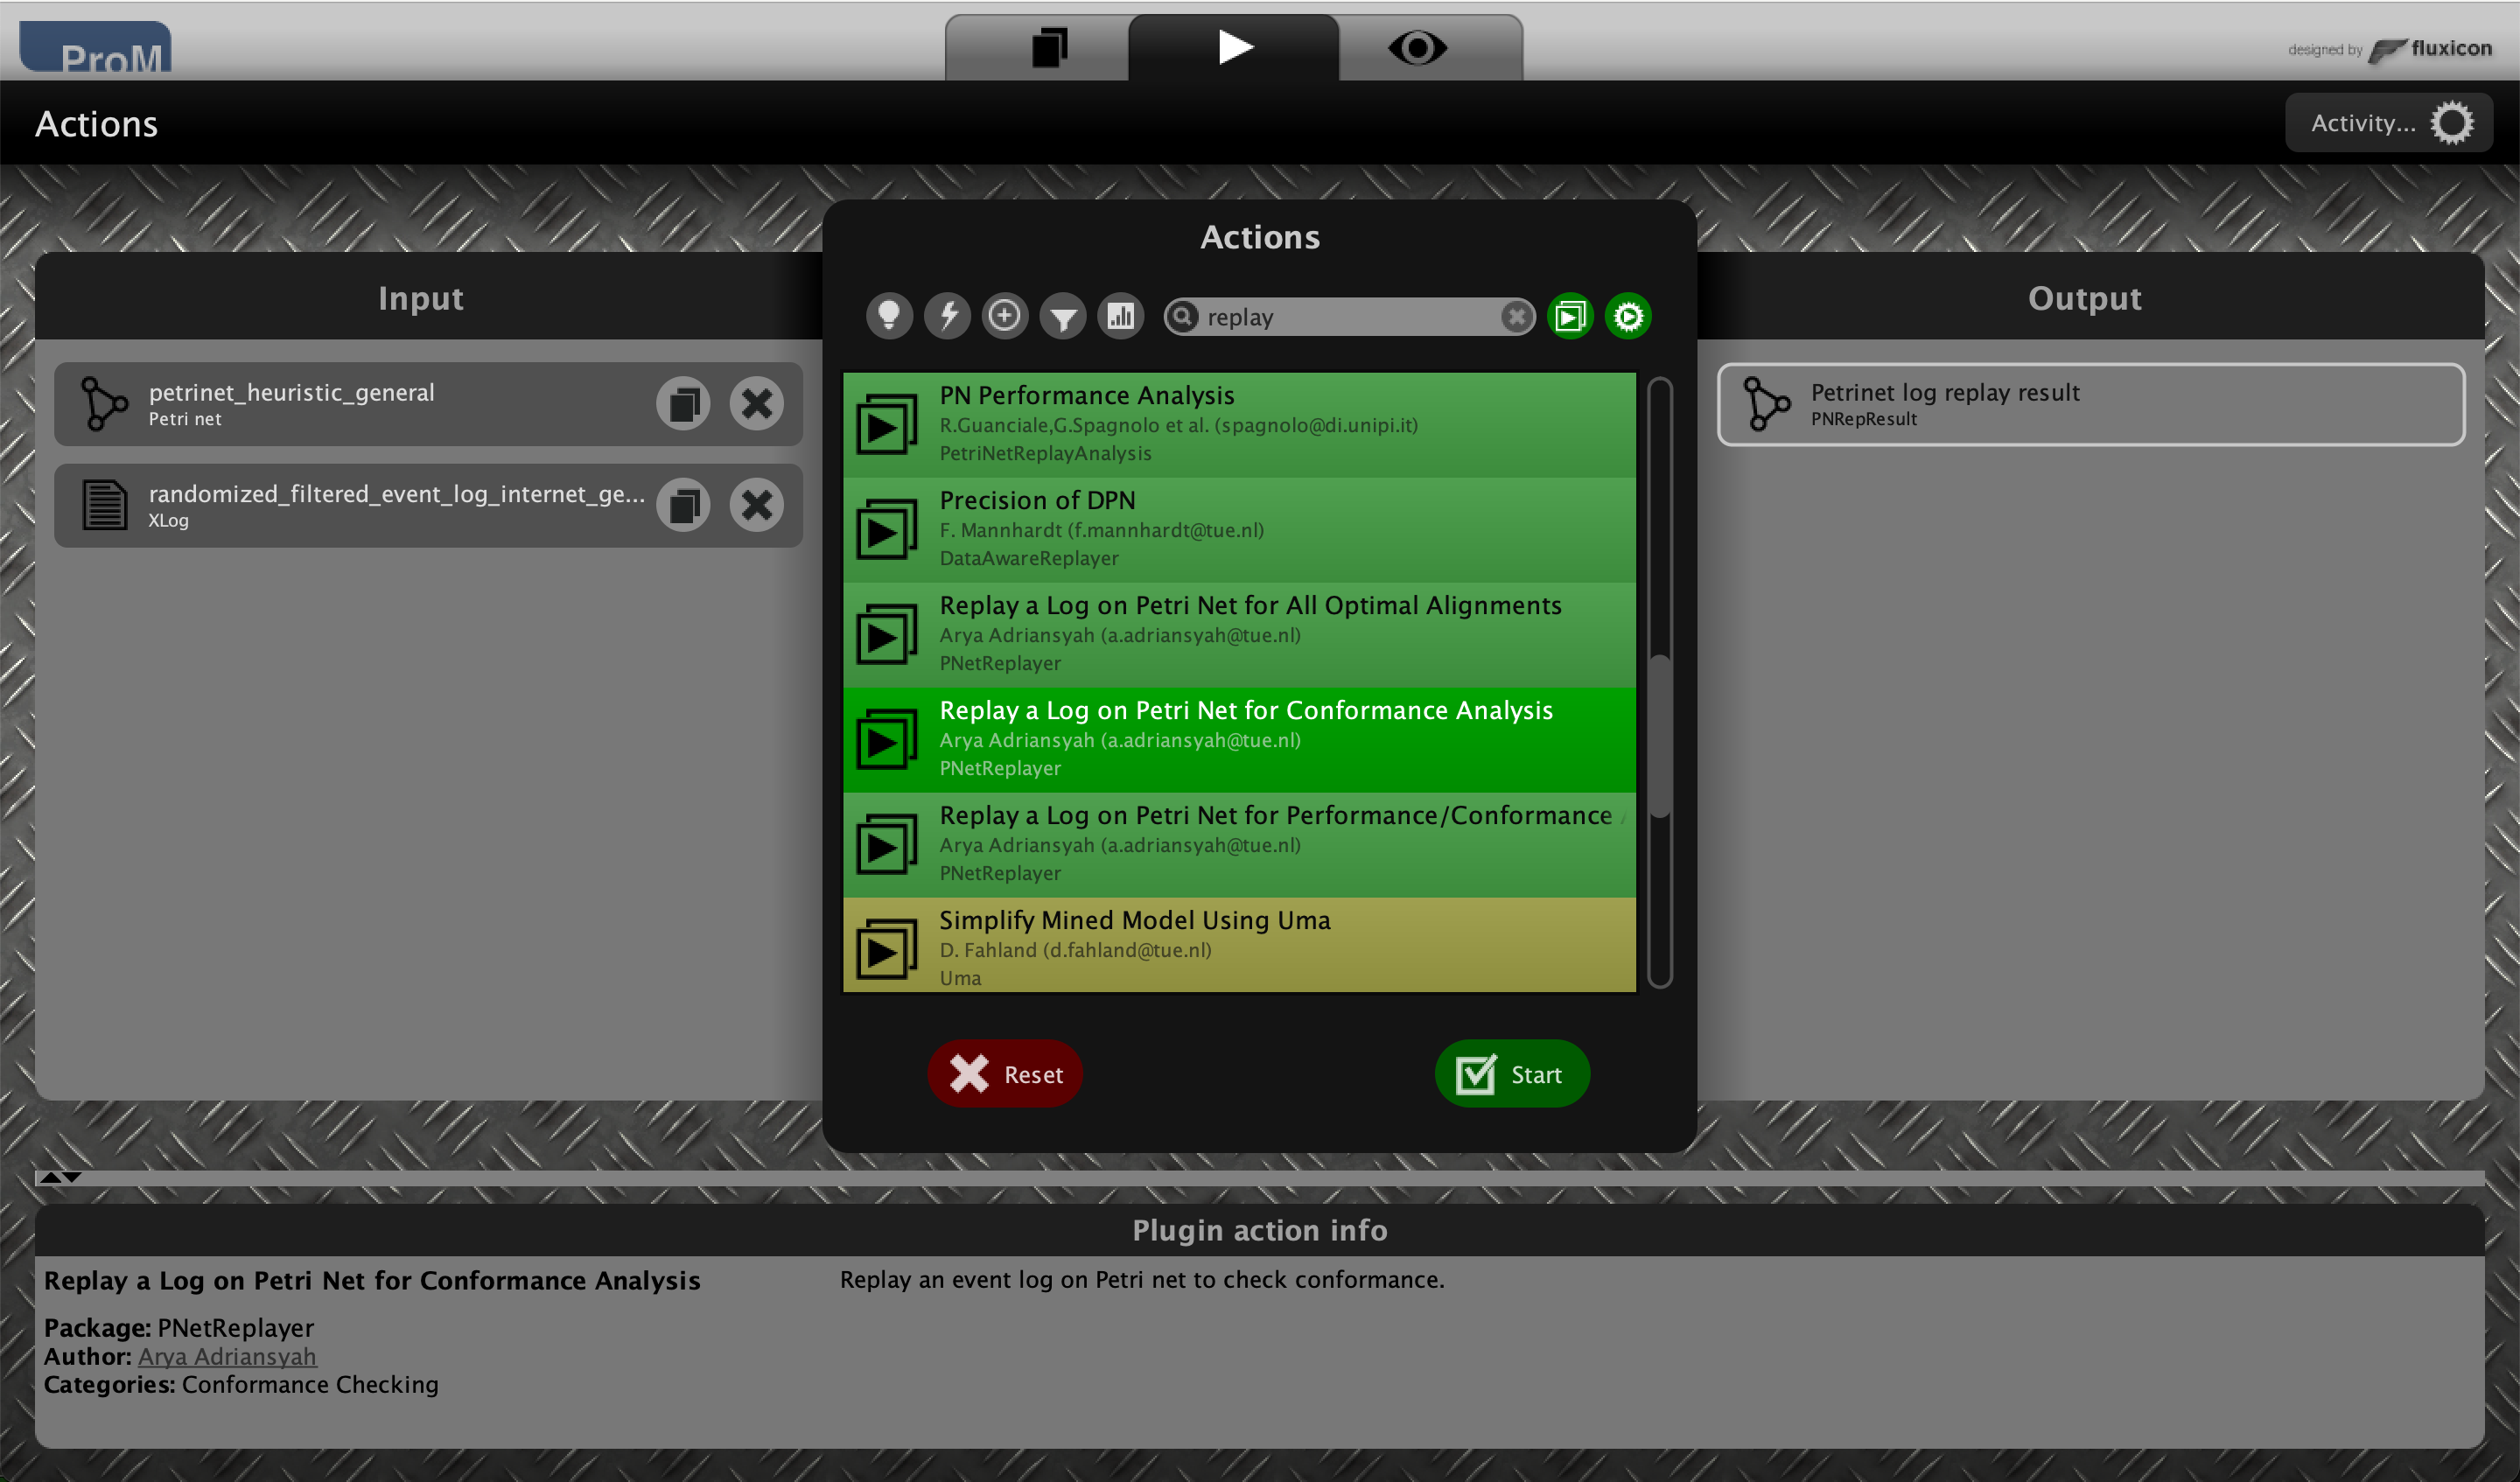 ProM
designed by fluxicon
Actions
Activity...
Actions
Input
replay
Output
petrinet_heuristic_general
Petri net
randomized_filtered_event_log_internet_ge...
XLog
PN Performance Analysis
R.Guanciale,G.Spagnolo et al. (spagnolo@di.unipi.it)
PetriNetReplayAnalysis
Precision of DPN
F. Mannhardt (f.mannhardt@tue.nl)
DataAwareReplayer
Replay a Log on Petri Net for All Optimal Alignments
Arya Adriansyah (a.adriansyah@tue.nl)
PNetReplayer
Replay a Log on Petri Net for Conformance Analysis
Arya Adriansyah (a.adriansyah@tue.nl)
PNetReplayer
Replay a Log on Petri Net for Performance/Conformance
Arya Adriansyah (a.adriansyah@tue.nl)
PNetReplayer
Simplify Mined Model Using Uma
D. Fahland (d.fahland@tue.nl)
Uma
Petrinet log replay result
PNRepResult
Reset
Start
Plugin action info
Replay a Log on Petri Net for Conformance Analysis
Package: PNetReplayer
Author: Arya Adriansyah
Categories: Conformance Checking
Replay an event log on Petri net to check conformance.